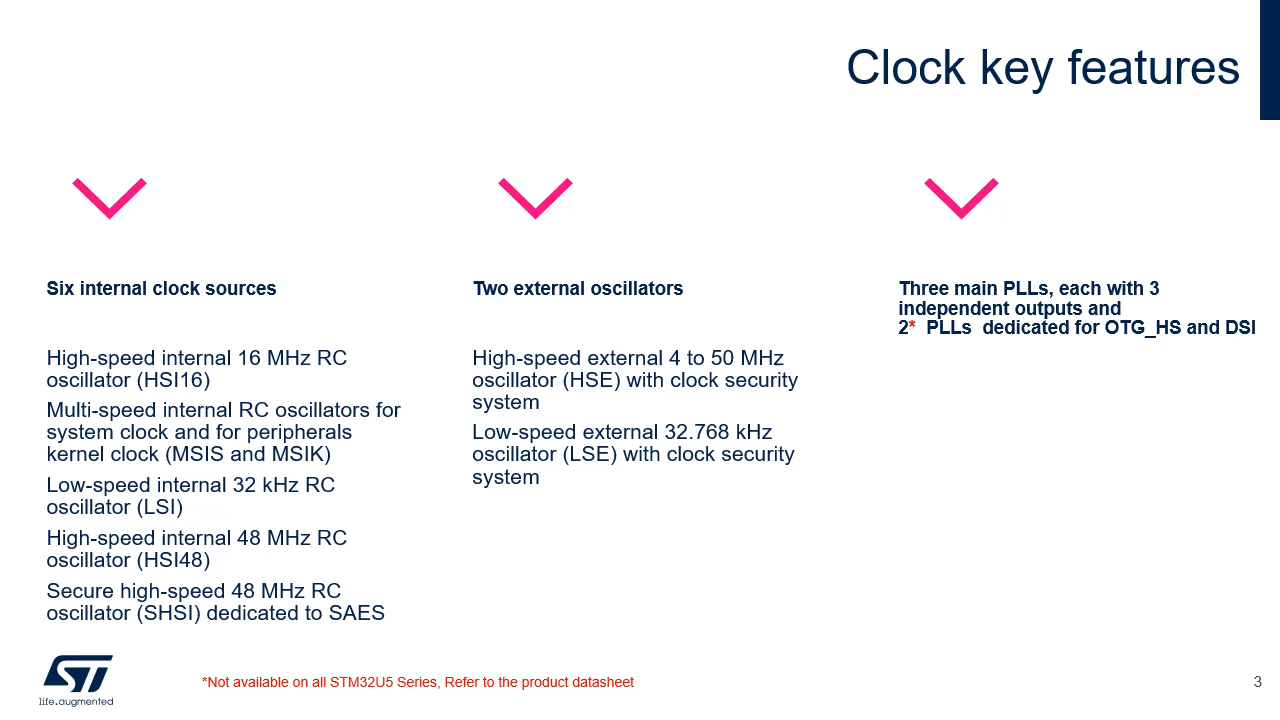 Clock key features
Six internal clock sources
High-speed internal 16 MHz RC
oscillator (HSI16)
Multi-speed internal RC oscillators for
system clock and for peripherals
kernel clock (MSIS and MSIK)
Low-speed internal 32 kHz RC
oscillator (LSI)
High-speed internal 48 MHz RC
oscillator (HSI48)
Secure high-speed 48 MHz RC
oscillator (SHSI) dedicated to SAES
Two external oscillators
High-speed external 4 to 50 MHz
oscillator (HSE) with clock security
system
Low-speed external 32.768 kHz
oscillator (LSE) with clock security
system
Three main PLLs, each with 3
independent outputs and
2* PLLs dedicated for OTG_HS and DSI
ST
life.augmented
*Not available on all STM32U5 Series, Refer to the product datasheet
3